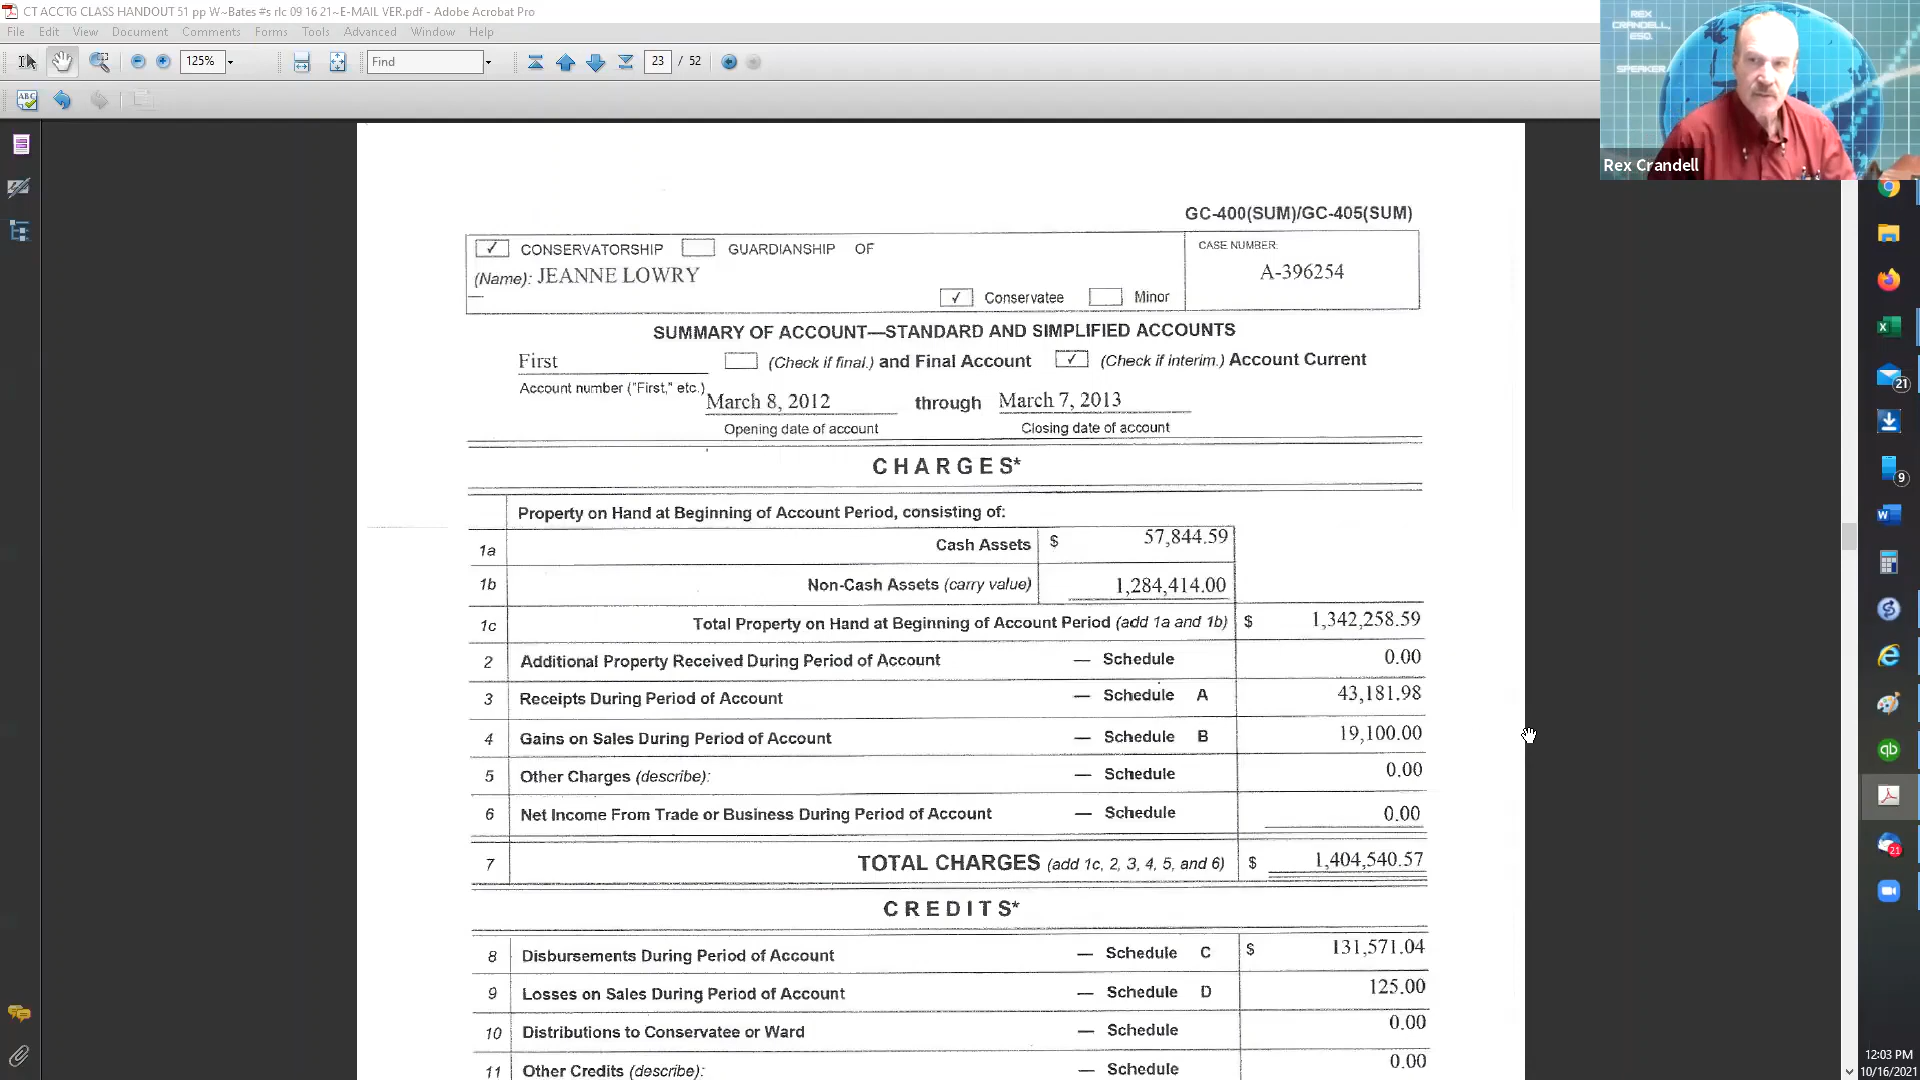 CT ACCTG CLASS HANDOUT 51 pp W~Bates #s rlc 09 16 21~E-MAIL VER.pdf - Adobe Acrobat Pro
File Edit View Document Comments Forms Tools Advanced Window Help
125% Find 23 / 52
REX CRANDELL, ESQ.
SPEAKER
Rex Crandell
GC-400(SUM)/GC-405(SUM)
✓ CONSERVATORSHIP GUARDIANSHIP OF
CASE NUMBER:
(Name): JEANNE LOWRY
A-396254
✓ Conservatee Minor
SUMMARY OF ACCOUNT—STANDARD AND SIMPLIFIED ACCOUNTS
First (Check if final.) and Final Account ✓ (Check if interim.) Account Current
Account number ("First," etc.)
March 8, 2012 through March 7, 2013
Opening date of account Closing date of account
CHARGES*
Property on Hand at Beginning of Account Period, consisting of:
1a Cash Assets $ 57,844.59
1b Non-Cash Assets (carry value) 1,284,414.00
1c Total Property on Hand at Beginning of Account Period (add 1a and 1b) $ 1,342,258.59
2 Additional Property Received During Period of Account — Schedule 0.00
3 Receipts During Period of Account — Schedule A 43,181.98
4 Gains on Sales During Period of Account — Schedule B 19,100.00
5 Other Charges (describe): — Schedule 0.00
6 Net Income From Trade or Business During Period of Account — Schedule 0.00
7 TOTAL CHARGES (add 1c, 2, 3, 4, 5, and 6) $ 1,404,540.57
CREDITS*
8 Disbursements During Period of Account — Schedule C $ 131,571.04
9 Losses on Sales During Period of Account — Schedule D 125.00
10 Distributions to Conservatee or Ward — Schedule 0.00
11 Other Credits (describe): — Schedule 0.00
21
9
21
12:03 PM
10/16/2021